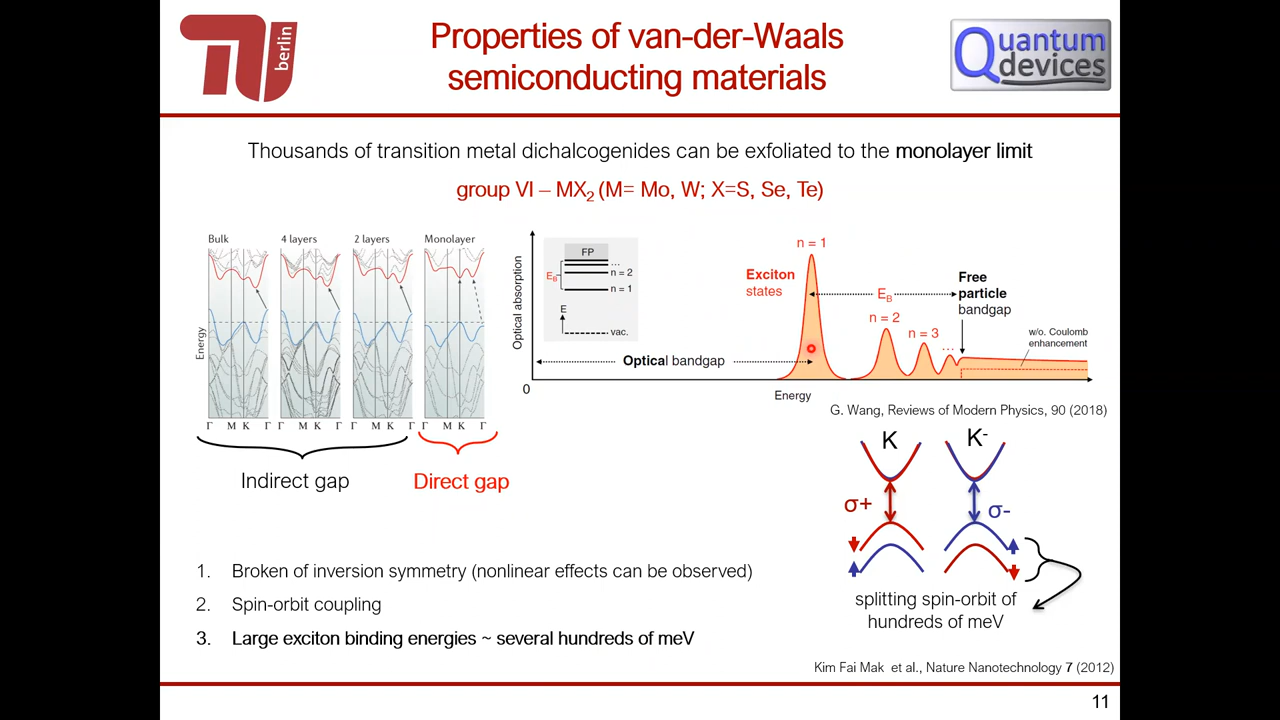 berlin
Properties of van-der-Waals
semiconducting materials
Quantum
devices
Thousands of transition metal dichalcogenides can be exfoliated to the monolayer limit
group VI – MX₂ (M= Mo, W; X=S, Se, Te)
Bulk
4 layers
2 layers
Monolayer
Energy
Γ M K Γ Γ M K Γ Γ M K Γ Γ M K Γ
Indirect gap
Direct gap
Optical absorption
FP
...
n = 2
n = 1
E_B
E
vac.
n = 1
Exciton
states
E_B
Free
particle
bandgap
n = 2
n = 3
...
w/o. Coulomb
enhancement
Optical bandgap
0
Energy
G. Wang, Reviews of Modern Physics, 90 (2018)
K
K⁻
σ+
σ-
splitting spin-orbit of
hundreds of meV
1. Broken of inversion symmetry (nonlinear effects can be observed)
2. Spin-orbit coupling
3. Large exciton binding energies ~ several hundreds of meV
Kim Fai Mak et al., Nature Nanotechnology 7 (2012)
11